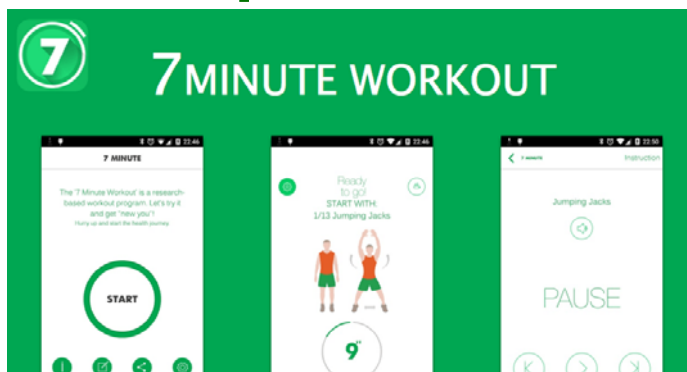 7
7 MINUTE WORKOUT
22:46
7 MINUTE
The '7 Minute Workout' is a research-
based workout program. Let's try it
and get "new you"!
Hurry up and start the health journey.
START
22:46
Ready
to go!
START WITH:
1/13 Jumping Jacks
9"
22:50
7 MINUTE
Instruction
Jumping Jacks
PAUSE